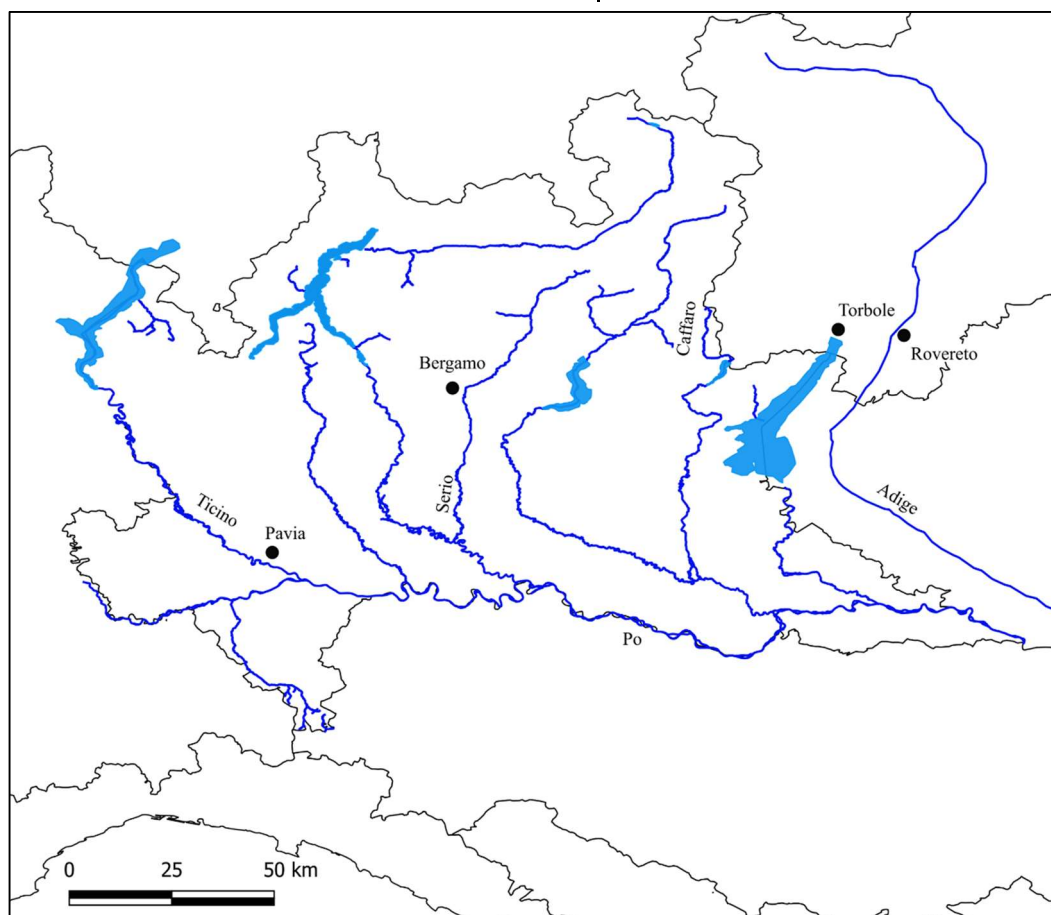 Torbole
Caffaro
Rovereto
Bergamo
Serio
Adige
Ticino
Pavia
Po
0 25 50 km